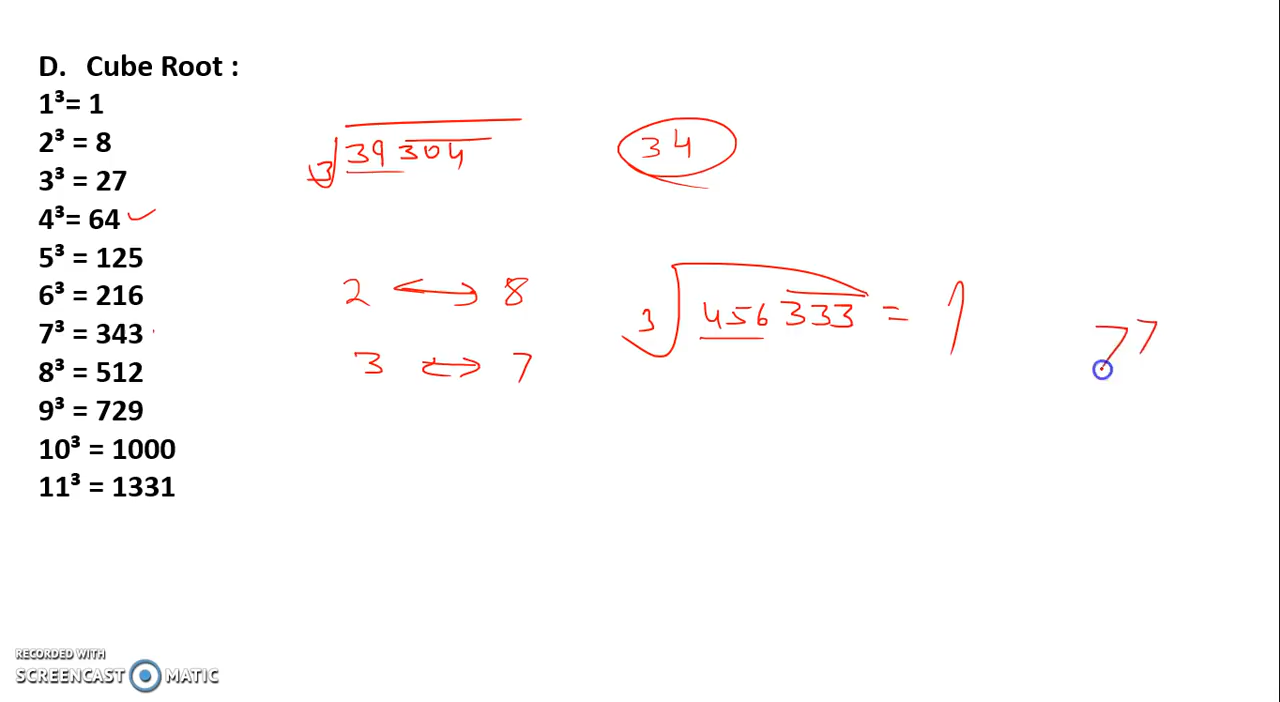 D. Cube Root :
1³= 1
2³ = 8
3³ = 27
4³= 64
5³ = 125
6³ = 216
7³ = 343
8³ = 512
9³ = 729
10³ = 1000
11³ = 1331
3√39304
34
2 ↔ 8
3 ↔ 7
3√456333 =
77
RECORDED WITH
SCREENCAST MATIC